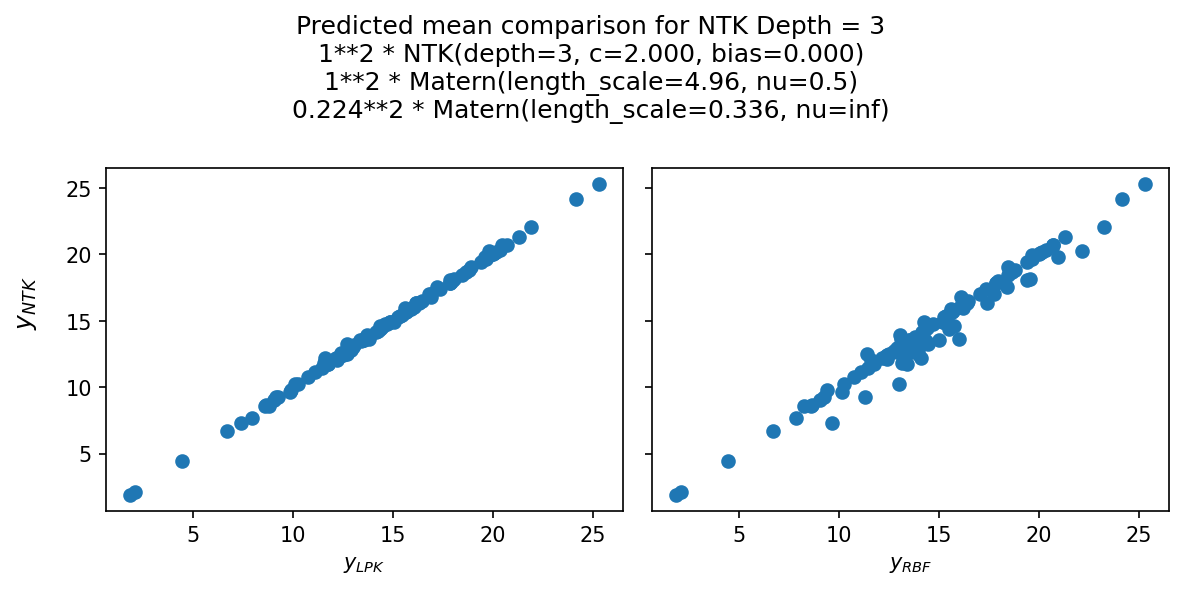 Predicted mean comparison for NTK Depth = 3
1**2 * NTK(depth=3, c=2.000, bias=0.000)
1**2 * Matern(length_scale=4.96, nu=0.5)
0.224**2 * Matern(length_scale=0.336, nu=inf)
25
20
15
10
5
y_NTK
5 10 15 20 25
y_LPK
5 10 15 20 25
y_RBF